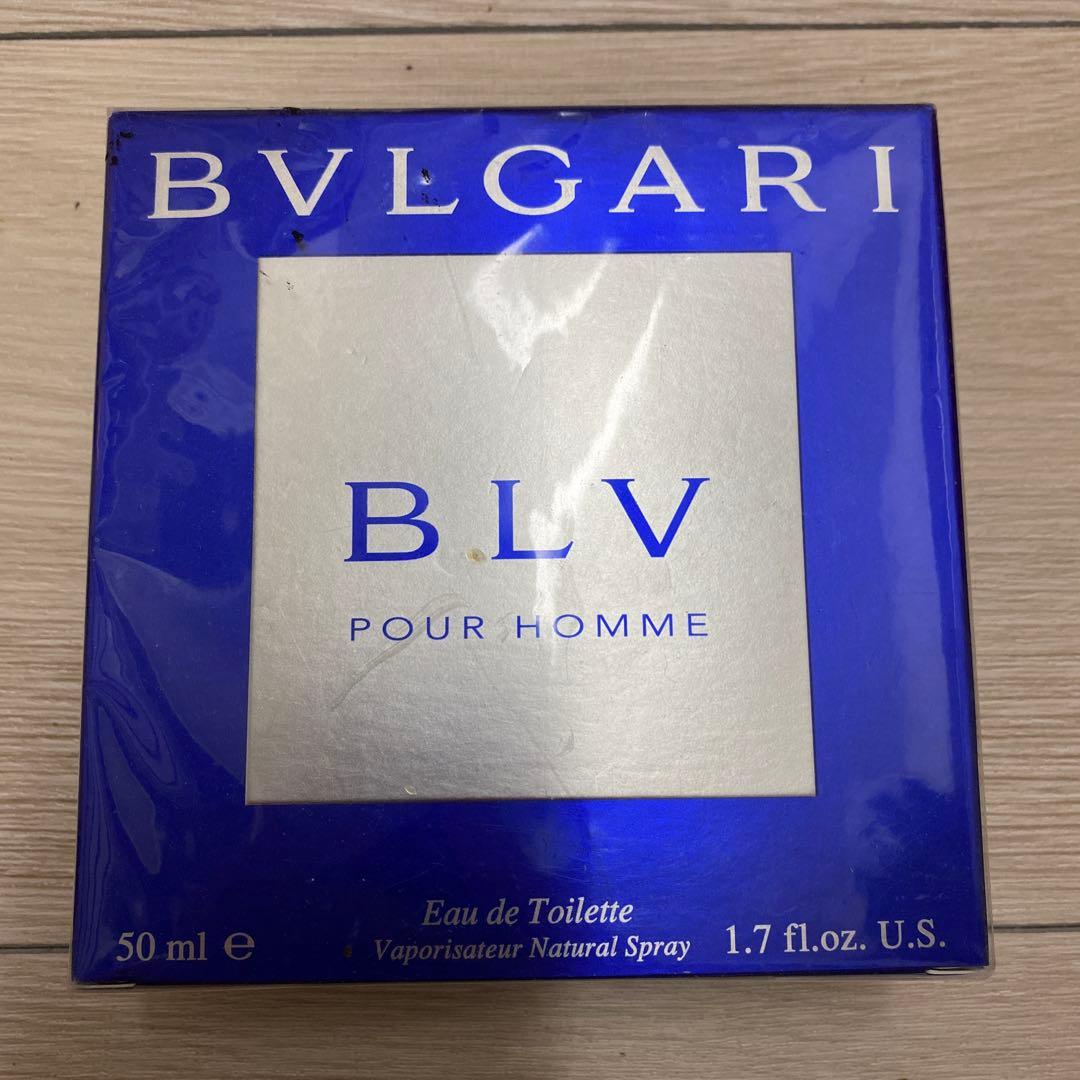 BVLGARI
BLV
POUR HOMME
Eau de Toilette
50 ml ℮ Vaporisateur Natural Spray 1.7 fl.oz. U.S.